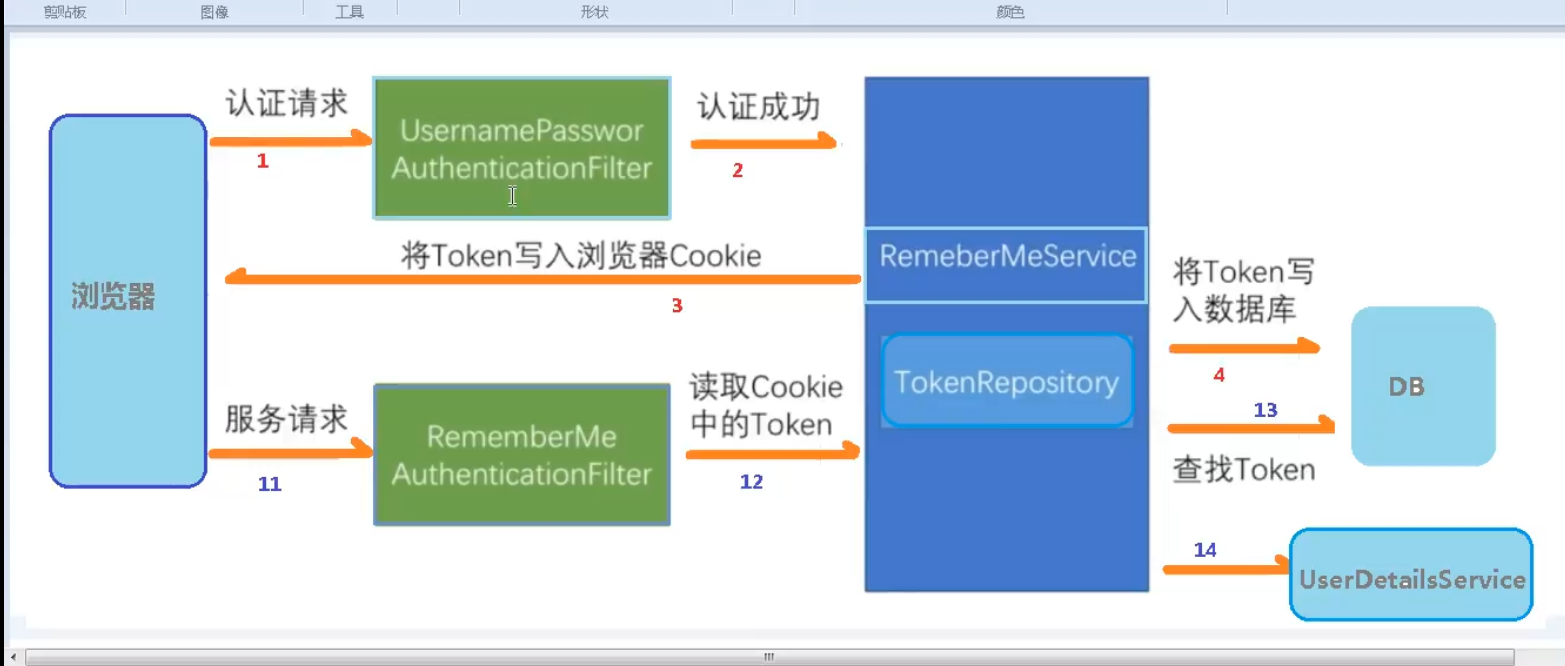 剪贴板
图像
工具
形状
颜色
认证请求
1
UsernamePasswor
AuthenticationFilter
认证成功
2
将Token写入浏览器Cookie
3
RemeberMeService
浏览器
将Token写
入数据库
4
TokenRepository
DB
13
查找Token
服务请求
11
RememberMe
AuthenticationFilter
读取Cookie
中的Token
12
14
UserDetailsService